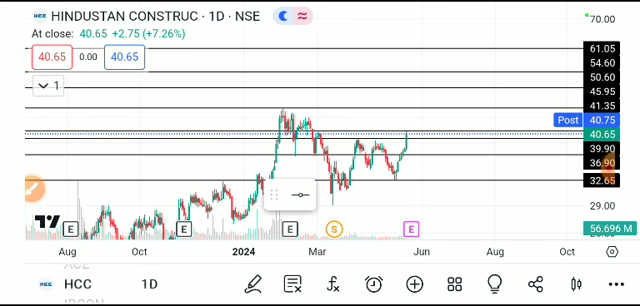 HCC HINDUSTAN CONSTRUC · 1D · NSE
At close: 40.65 +2.75 (+7.26%)
40.65 0.00 40.65
1
70.00
61.05
54.60
50.60
45.95
41.35
Post 40.75
40.65
39.90
36.90
32.65
29.00
56.696 M
E E E S E
Aug Oct 2024 Mar Jun Aug Oct
HCC HCC 1D